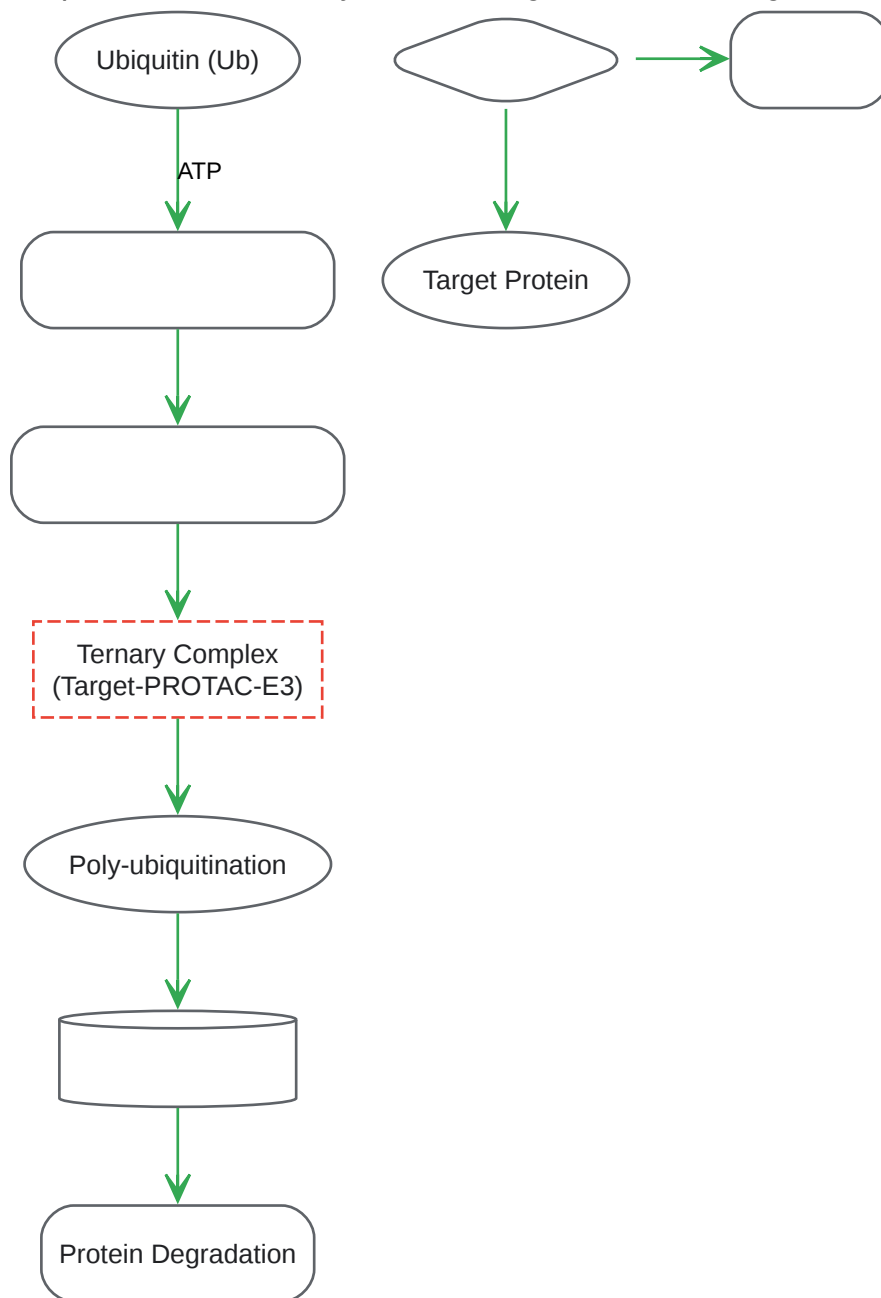 Ubiquitin (Ub)
ATP
Target Protein
Ternary Complex
(Target-PROTAC-E3)
Poly-ubiquitination
Protein Degradation